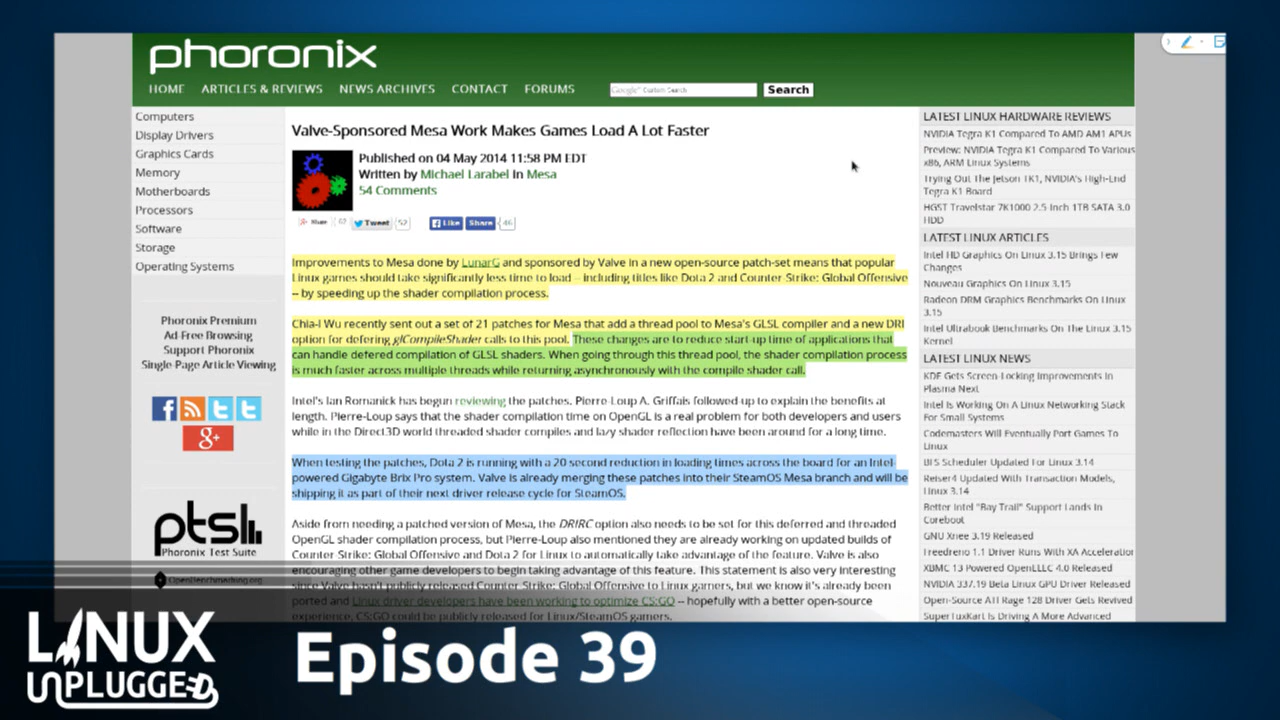 phoronix
HOME ARTICLES & REVIEWS NEWS ARCHIVES CONTACT FORUMS
Google Custom Search Search
Computers
Display Drivers
Graphics Cards
Memory
Motherboards
Processors
Software
Storage
Operating Systems
Phoronix Premium
Ad-Free Browsing
Support Phoronix
Single-Page Article Viewing
ptsl
Phoronix Test Suite
OpenBenchmarking.org
Valve-Sponsored Mesa Work Makes Games Load A Lot Faster
Published on 04 May 2014 11:58 PM EDT
Written by Michael Larabel in Mesa
54 Comments
Share Tweet 52 Like Share 46
Improvements to Mesa done by LunarG and sponsored by Valve in a new open-source patch-set means that popular
Linux games should take significantly less time to load -- including titles like Dota 2 and Counter-Strike: Global Offensive
-- by speeding up the shader compilation process.
Chia-I Wu recently sent out a set of 21 patches for Mesa that add a thread pool to Mesa's GLSL compiler and a new DRI
option for defering glCompileShader calls to this pool. These changes are to reduce start-up time of applications that
can handle defered compilation of GLSL shaders. When going through this thread pool, the shader compilation process
is much faster across multiple threads while returning asynchronously with the compile shader call.
Intel's Ian Romanick has begun reviewing the patches. Pierre-Loup A. Griffais followed-up to explain the benefits at
length. Pierre-Loup says that the shader compilation time on OpenGL is a real problem for both developers and users
while in the Direct3D world threaded shader compiles and lazy shader reflection have been around for a long time.
When testing the patches, Dota 2 is running with a 20 second reduction in loading times across the board for an Intel-
powered Gigabyte Brix Pro system. Valve is already merging these patches into their SteamOS Mesa branch and will be
shipping it as part of their next driver release cycle for SteamOS.
Aside from needing a patched version of Mesa, the DRIRC option also needs to be set for this deferred and threaded
OpenGL shader compilation process, but Pierre-Loup also mentioned they are already working on updated builds of
Counter-Strike: Global Offensive and Dota 2 for Linux to automatically take advantage of the feature. Valve is also
encouraging other game developers to begin taking advantage of this feature. This statement is also very interesting
since Valve hasn't publicly released Counter-Strike: Global Offensive to Linux gamers, but we know it's already been
ported and Linux driver developers have been working to optimize CS:GO -- hopefully with a better open-source
experience, CS:GO could be publicly released for Linux/SteamOS gamers.
LATEST LINUX HARDWARE REVIEWS
NVIDIA Tegra K1 Compared To AMD AM1 APUs
Preview: NVIDIA Tegra K1 Compared To Various
x86, ARM Linux Systems
Trying Out The Jetson TK1, NVIDIA's High-End
Tegra K1 Board
HGST Travelstar 7K1000 2.5 Inch 1TB SATA 3.0
HDD
LATEST LINUX ARTICLES
Intel HD Graphics On Linux 3.15 Brings Few
Changes
Nouveau Graphics On Linux 3.15
Radeon DRM Graphics Benchmarks On Linux
3.15
Intel Ultrabook Benchmarks On The Linux 3.15
Kernel
LATEST LINUX NEWS
KDE Gets Screen-Locking Improvements In
Plasma Next
Intel Is Working On A Linux Networking Stack
For Small Systems
Codemasters Will Eventually Port Games To
Linux
BFS Scheduler Updated For Linux 3.14
Reiser4 Updated With Transaction Models,
Linux 3.14
Better Intel "Bay Trail" Support Lands In
Coreboot
GNU Xnee 3.19 Released
Freedreno 1.1 Driver Runs With XA Acceleration
XBMC 13 Powered OpenELEC 4.0 Released
NVIDIA 337.19 Beta Linux GPU Driver Released
Open-Source ATI Rage 128 Driver Gets Revived
SuperTuxKart Is Driving A More Advanced
LINUX
UNPLUGGED
Episode 39